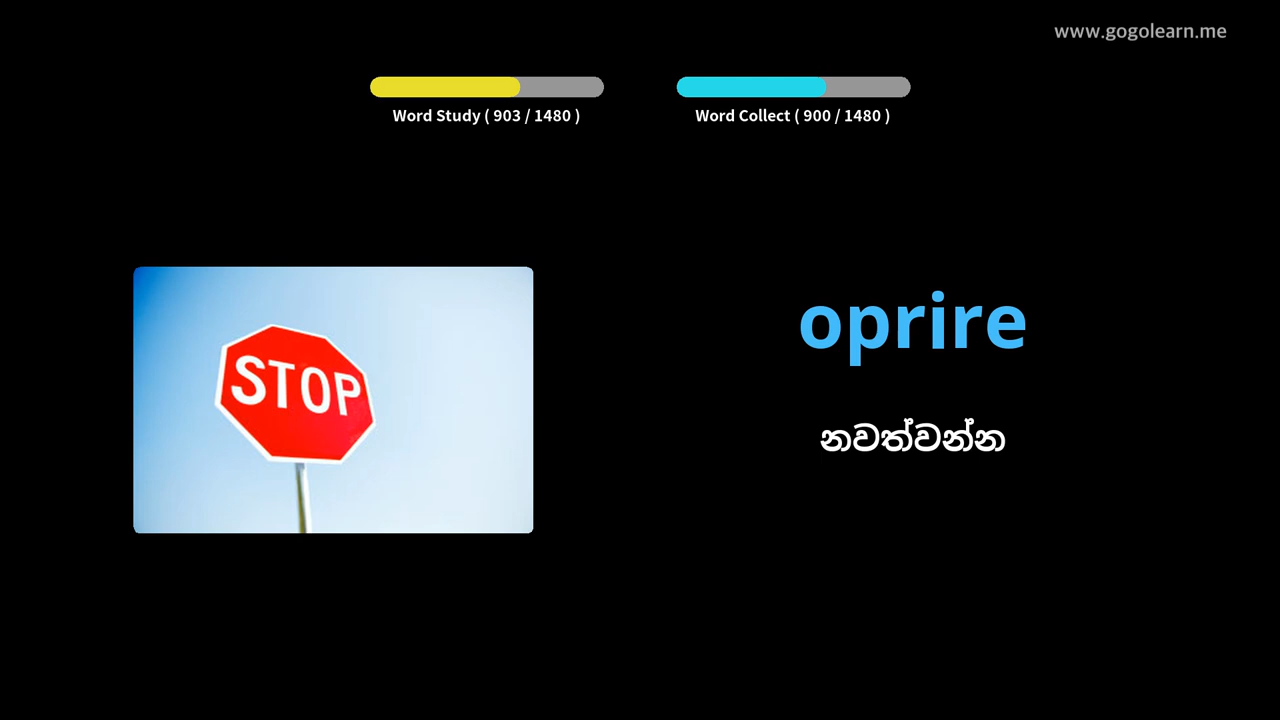 www.gogolearn.me
Word Study ( 903 / 1480 )
Word Collect ( 900 / 1480 )
STOP
oprire
නවත්වන්න